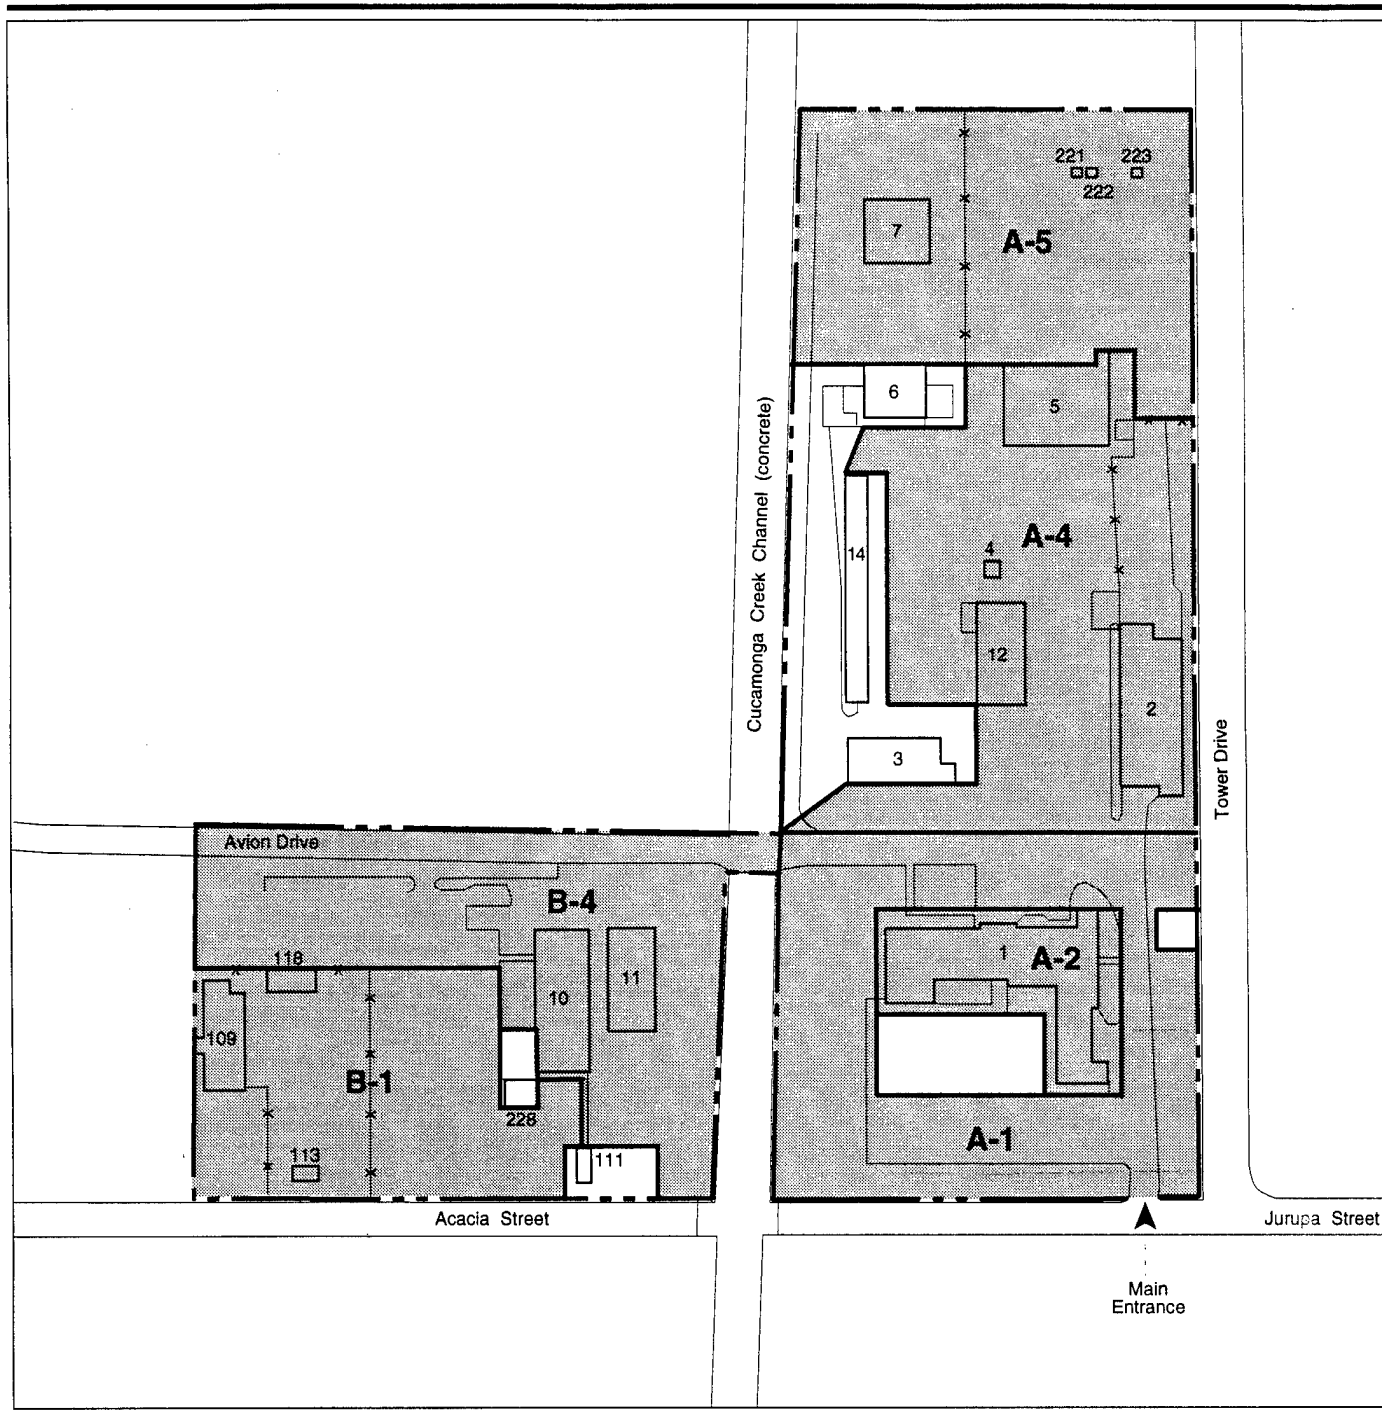 221
223
222
7
A-5
6
5
Cucamonga Creek Channel (concrete)
14
4
A-4
12
2
3
Tower Drive
Avion Drive
B-4
118
10
11
1
A-2
109
B-1
228
113
111
A-1
Acacia Street
Jurupa Street
Main
Entrance